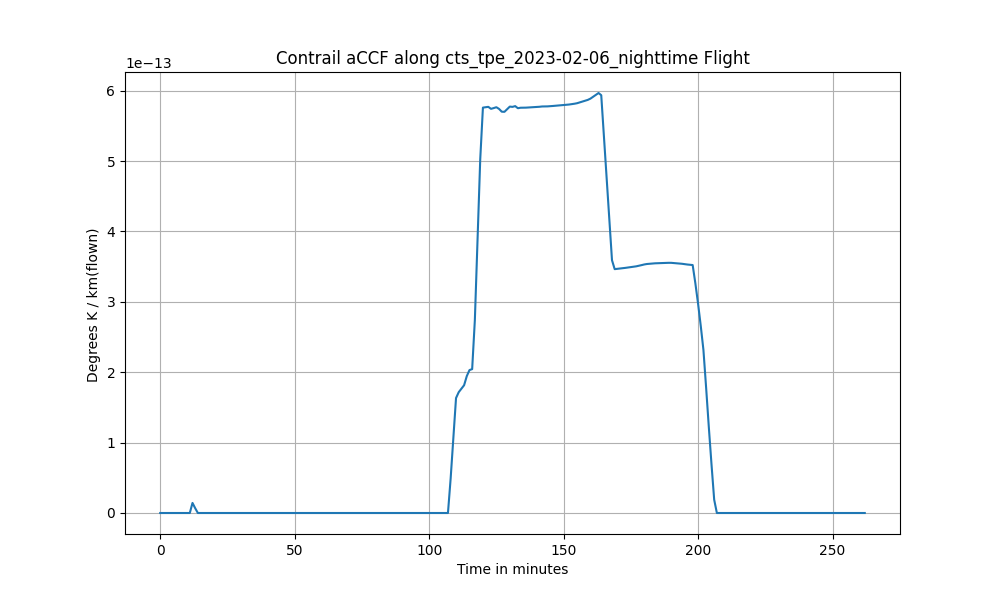 Contrail aCCF along cts_tpe_2023-02-06_nighttime Flight
1e−13
6
5
4
3
2
1
0
Degrees K / km(flown)
0 50 100 150 200 250
Time in minutes